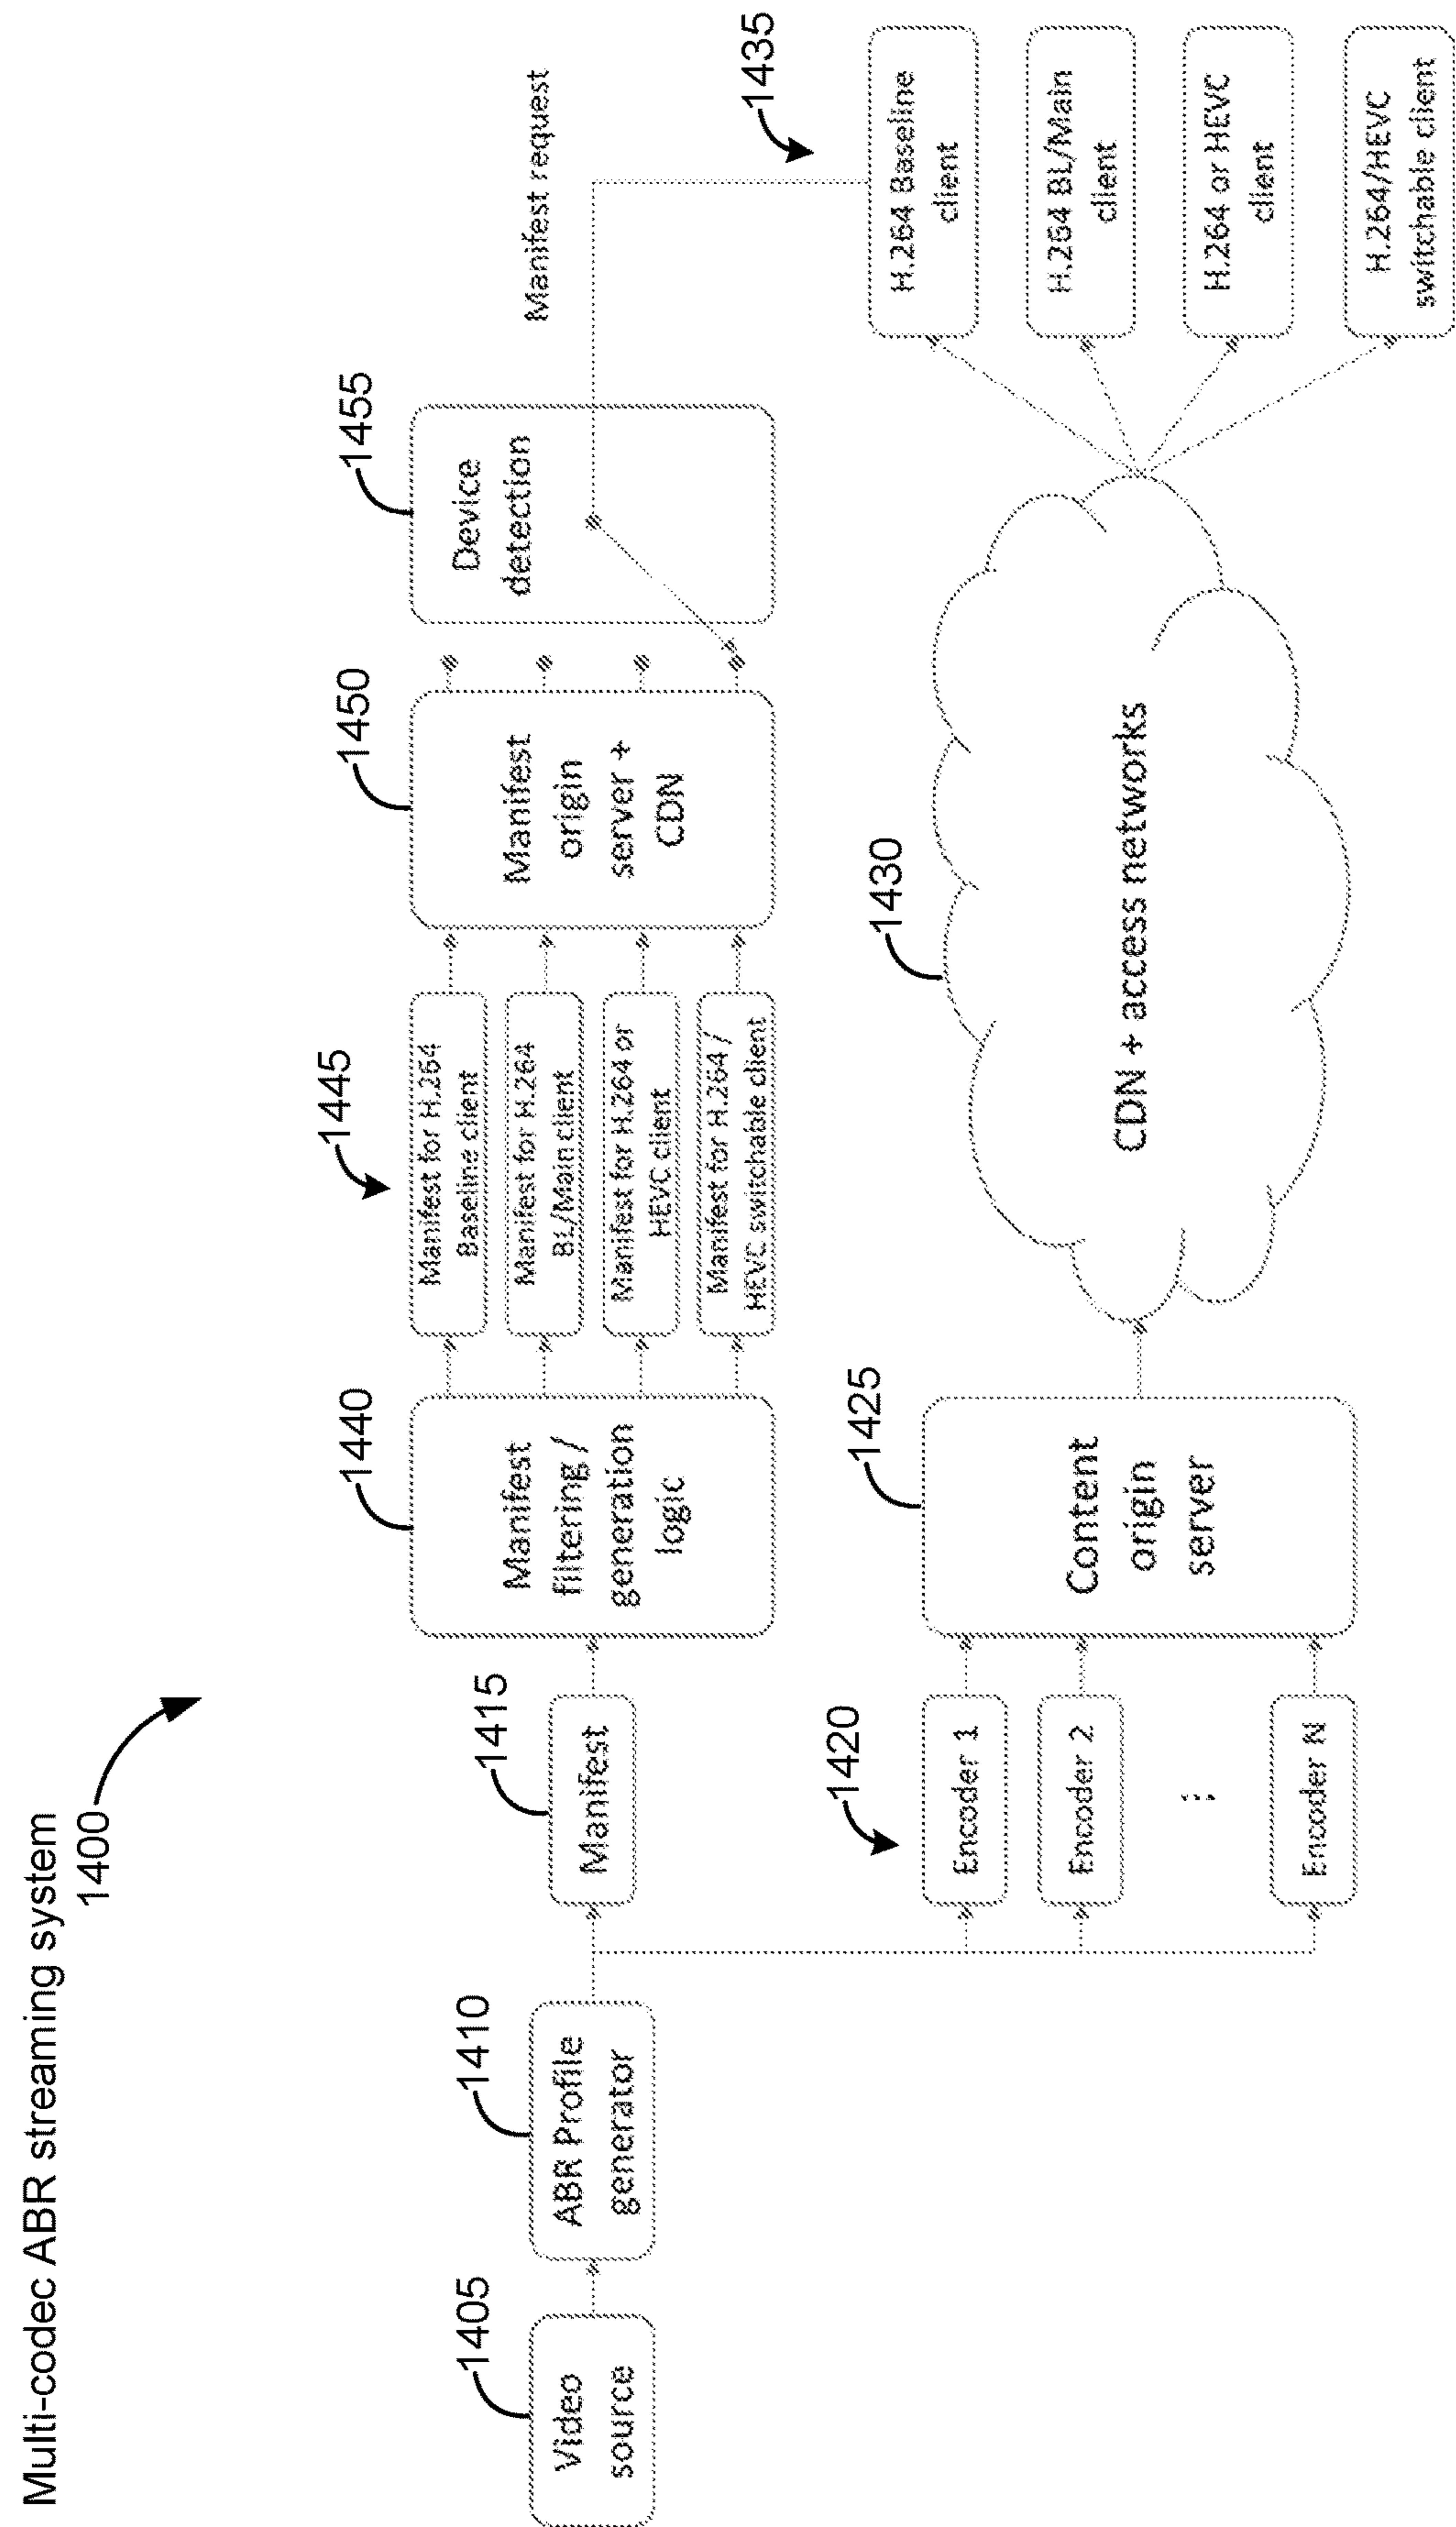 Multi-codec ABR streaming system
1400
1405
Video
source
1410
ABR Profile
generator
1415
Manifest
1440
Manifest
filtering /
generation
logic
1445
Manifest for H.264
Baseline client
Manifest for H.264
BL/Main client
Manifest for H.264 or
HEVC client
Manifest for H.264 /
HEVC switchable client
1450
Manifest
origin
server +
CDN
1455
Device
detection
Manifest request
1420
Encoder 1
Encoder 2
⋮
Encoder N
1425
Content
origin
server
1430
CDN + access networks
1435
H.264 Baseline
client
H.264 BL/Main
client
H.264 or HEVC
client
H.264/HEVC
switchable client